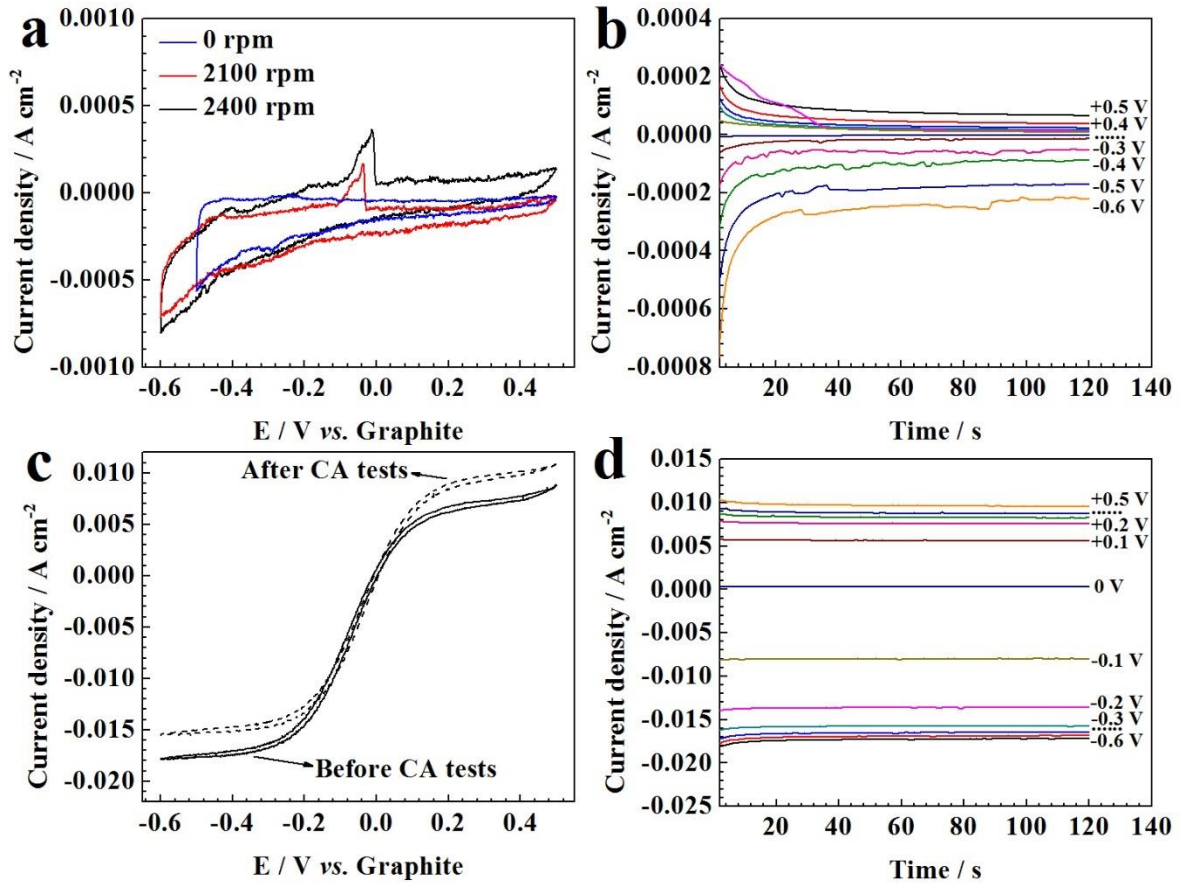 a
0 rpm
2100 rpm
2400 rpm
0.0010
0.0005
0.0000
-0.0005
-0.0010
-0.6 -0.4 -0.2 0.0 0.2 0.4
E / V vs. Graphite
Current density / A cm⁻²
b
0.0004
0.0002
0.0000
-0.0002
-0.0004
-0.0006
-0.0008
+0.5 V
+0.4 V
......
-0.3 V
-0.4 V
-0.5 V
-0.6 V
20 40 60 80 100 120 140
Time / s
Current density / A cm⁻²
c
After CA tests
Before CA tests
0.010
0.005
0.000
-0.005
-0.010
-0.015
-0.020
-0.6 -0.4 -0.2 0.0 0.2 0.4
E / V vs. Graphite
Current density / A cm⁻²
d
0.015
0.010
0.005
0.000
-0.005
-0.010
-0.015
-0.020
-0.025
+0.5 V
......
+0.2 V
+0.1 V
0 V
-0.1 V
-0.2 V
-0.3 V
......
-0.6 V
20 40 60 80 100 120 140
Time / s
Current density / A cm⁻²